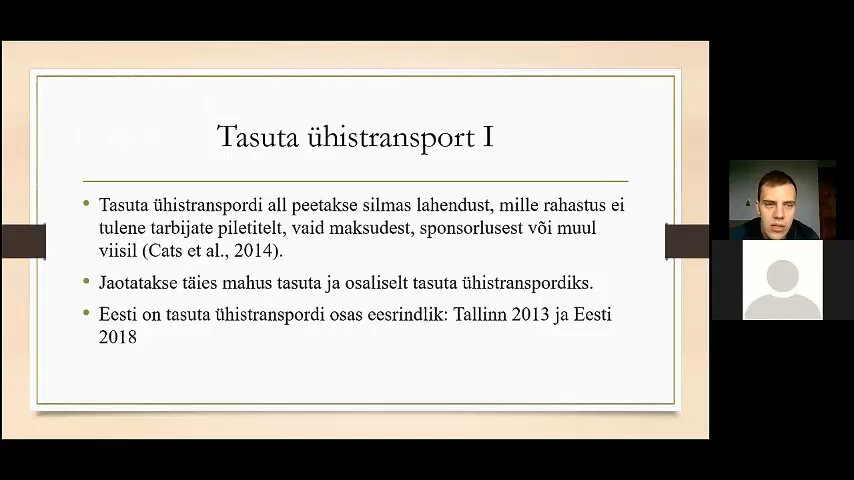 Tasuta ühistransport I
Tasuta ühistranspordi all peetakse silmas lahendust, mille rahastus ei
tulene tarbijate piletitelt, vaid maksudest, sponsorlusest või muul
viisil (Cats et al., 2014).
Jaotatakse täies mahus tasuta ja osaliselt tasuta ühistranspordiks.
Eesti on tasuta ühistranspordi osas eesrindlik: Tallinn 2013 ja Eesti
2018